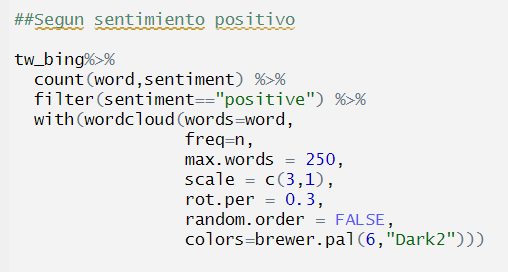 ##Segun sentimiento positivo
tw_bing%>%
  count(word,sentiment) %>%
  filter(sentiment=="positive") %>%
  with(wordcloud(words=word,
                 freq=n,
                 max.words = 250,
                 scale = c(3,1),
                 rot.per = 0.3,
                 random.order = FALSE,
                 colors=brewer.pal(6,"Dark2")))